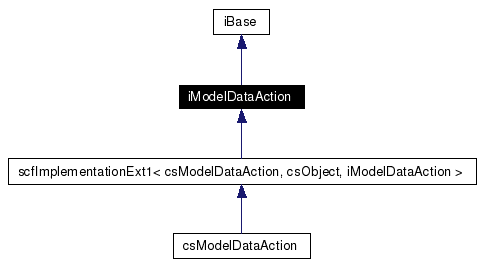 iBase
iModelDataAction
scfImplementationExt1< csModelDataAction, csObject, iModelDataAction >
csModelDataAction